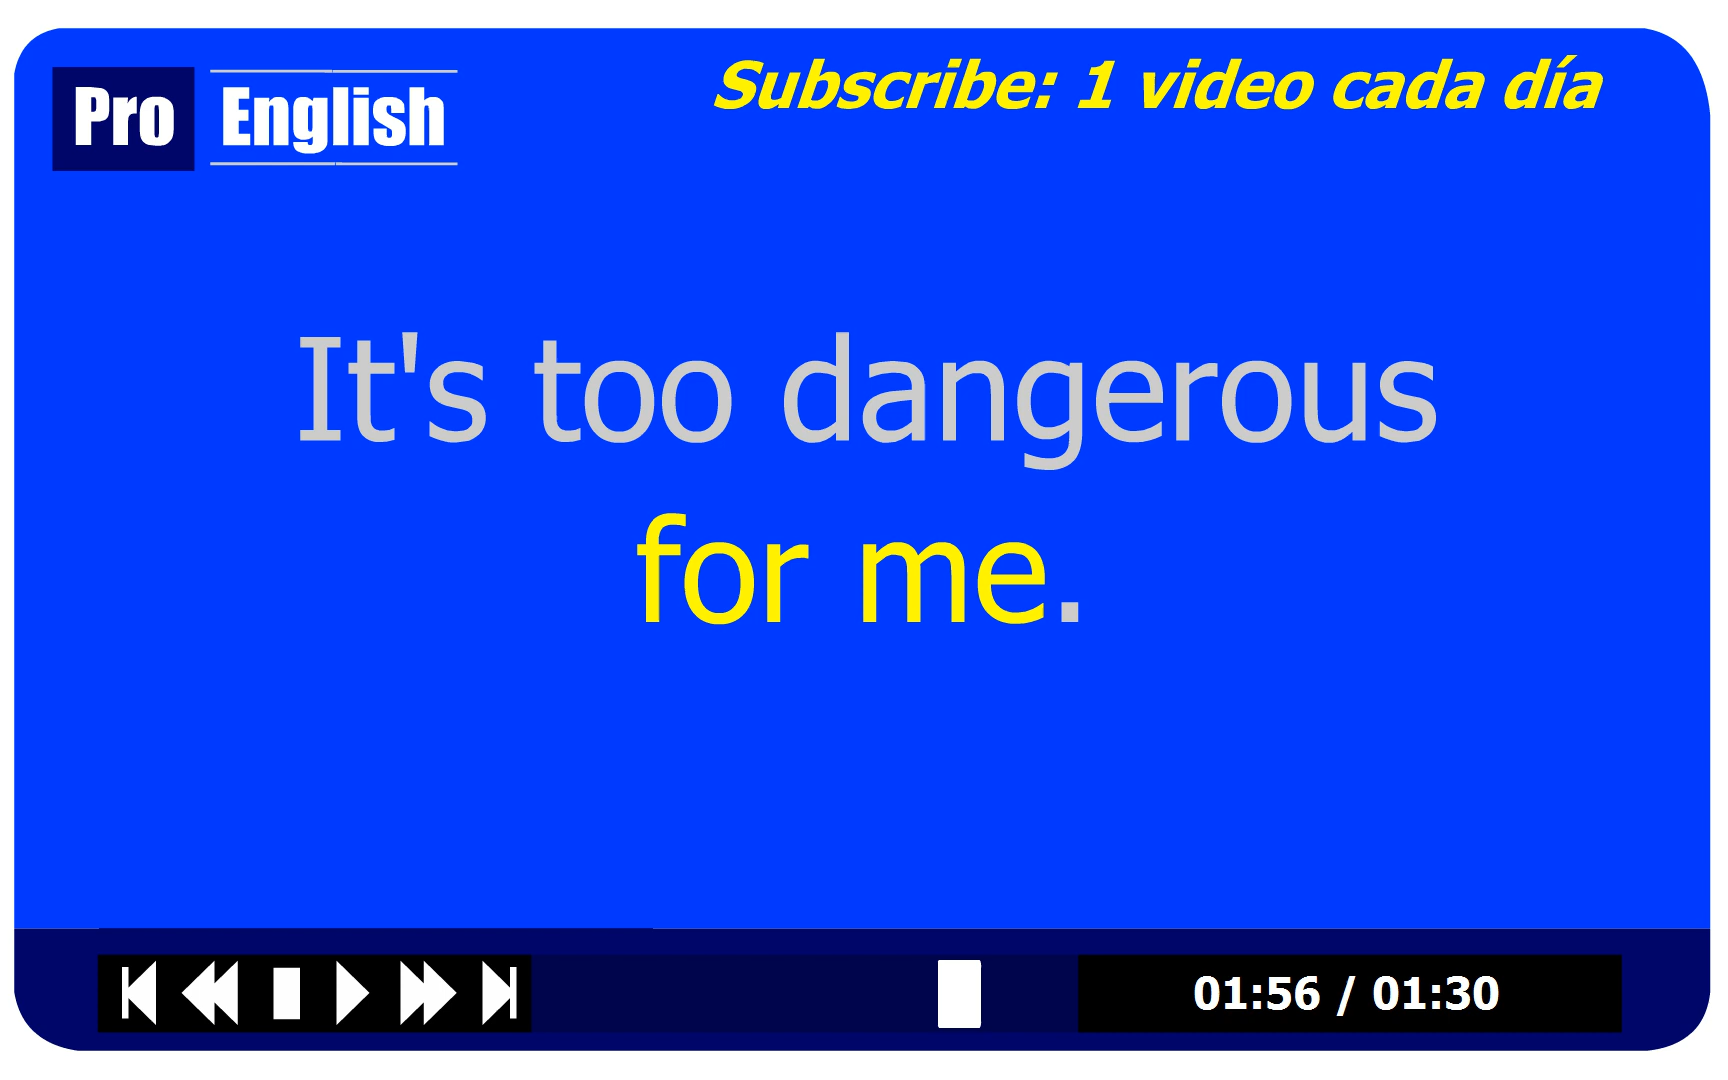 Pro English
Subscribe: 1 video cada día
It's too dangerous
for me.
01:56 / 01:30